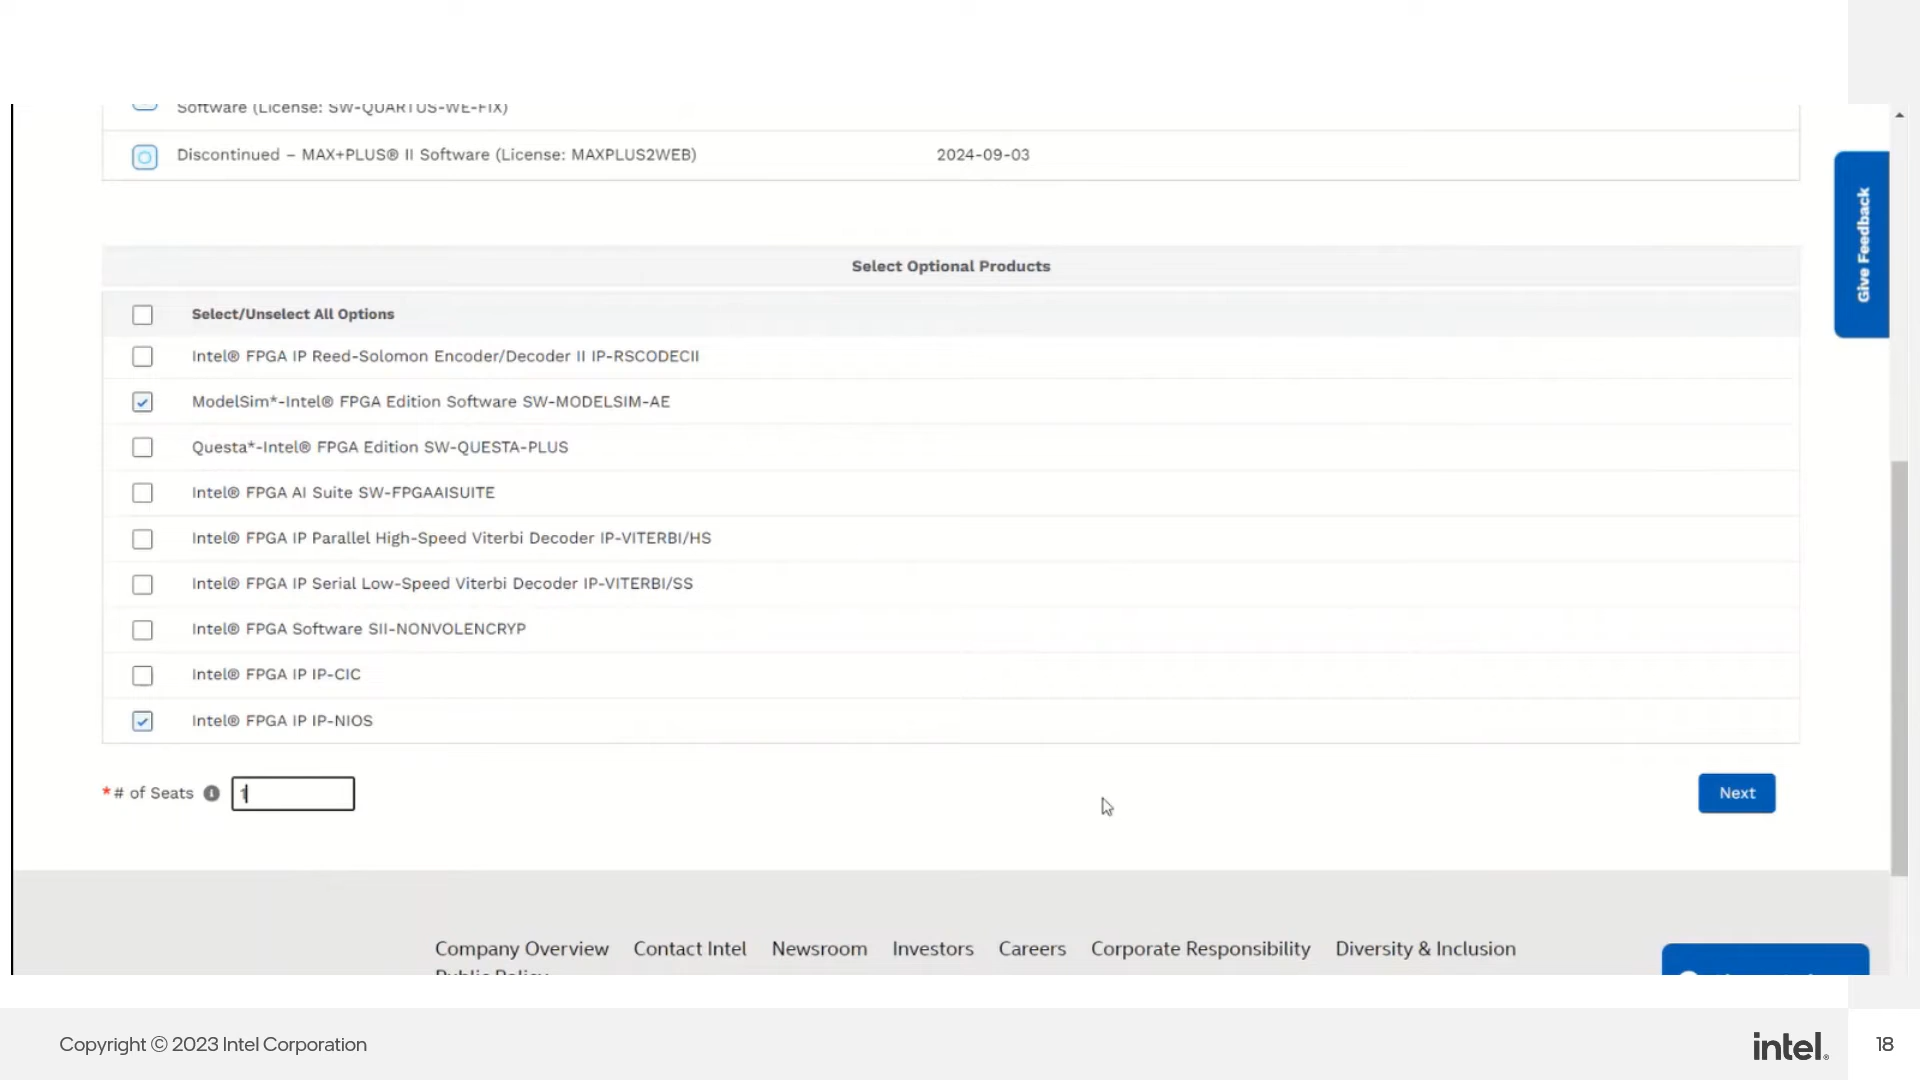 Software (License: SW-QUARTUS-WE-FIX)
Discontinued – MAX+PLUS® II Software (License: MAXPLUS2WEB) 2024-09-03
Give Feedback
Select Optional Products
Select/Unselect All Options
Intel® FPGA IP Reed-Solomon Encoder/Decoder II IP-RSCODECII
ModelSim*-Intel® FPGA Edition Software SW-MODELSIM-AE
Questa*-Intel® FPGA Edition SW-QUESTA-PLUS
Intel® FPGA AI Suite SW-FPGAAISUITE
Intel® FPGA IP Parallel High-Speed Viterbi Decoder IP-VITERBI/HS
Intel® FPGA IP Serial Low-Speed Viterbi Decoder IP-VITERBI/SS
Intel® FPGA Software SII-NONVOLENCRYP
Intel® FPGA IP IP-CIC
Intel® FPGA IP IP-NIOS
*# of Seats 1
Next
Company Overview Contact Intel Newsroom Investors Careers Corporate Responsibility Diversity & Inclusion
Public Policy
Copyright © 2023 Intel Corporation
intel.
18